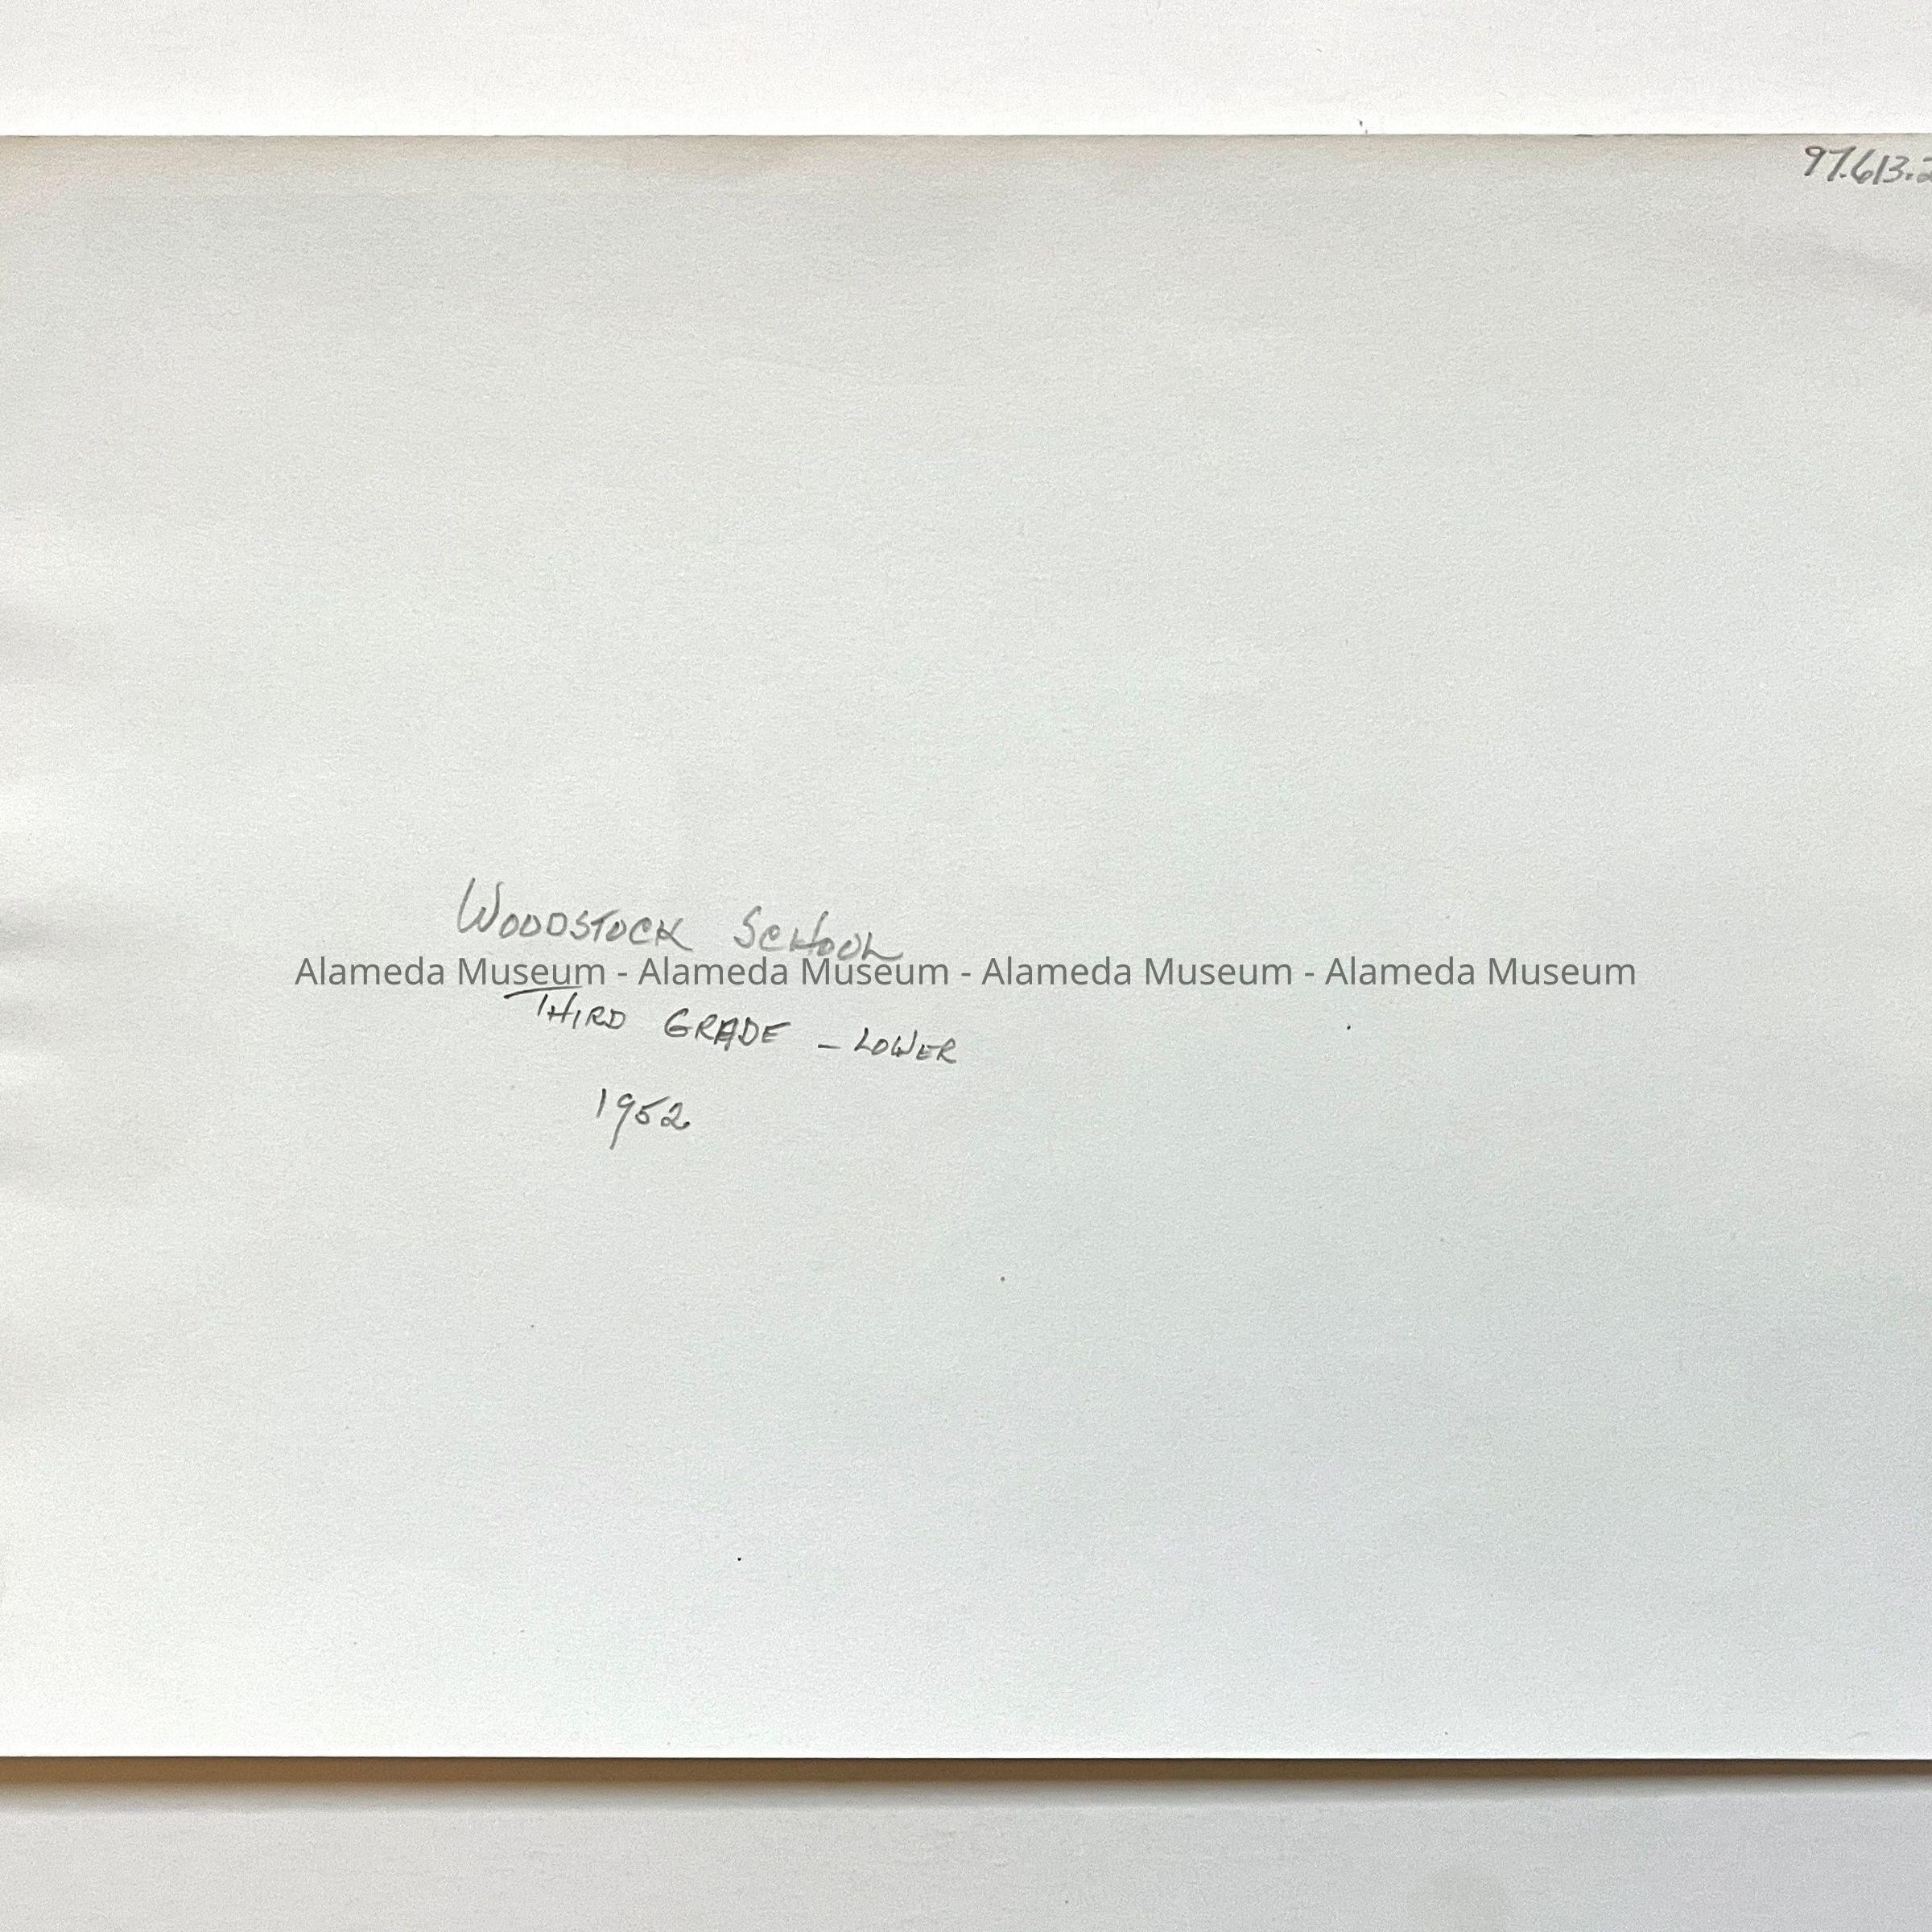 97.613.2
WOODSTOCK SCHOOL
Alameda Museum - Alameda Museum - Alameda Museum - Alameda Museum
THIRD GRADE - LOWER
1952